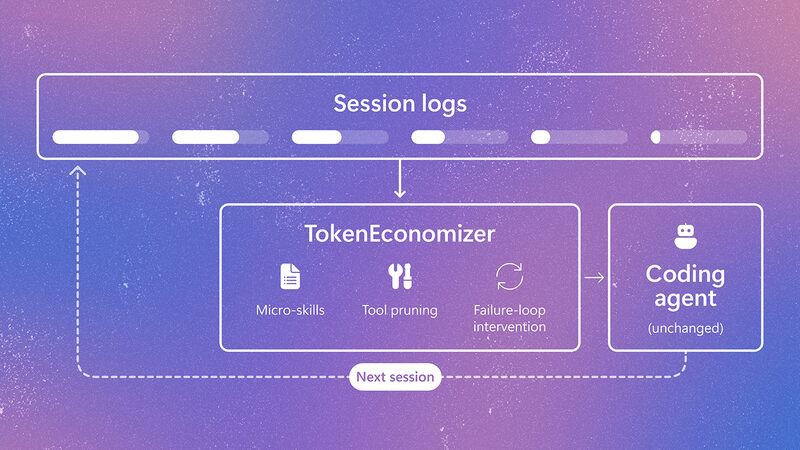 Session logs
TokenEconomizer
Micro-skills
Tool pruning
Failure-loop
intervention
Coding
agent
(unchanged)
Next session